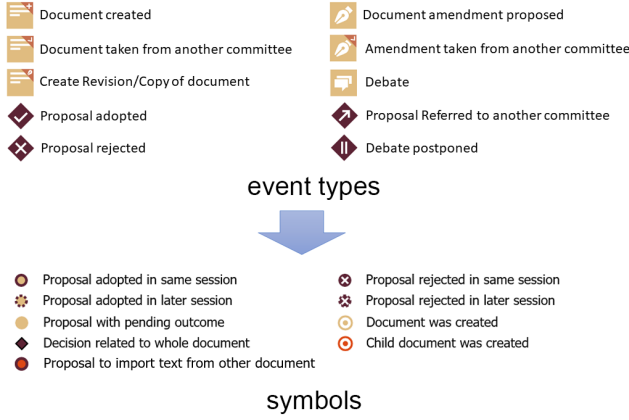 Document created
Document amendment proposed
Document taken from another committee
Amendment taken from another committee
Create Revision/Copy of document
Debate
Proposal adopted
Proposal Referred to another committee
Proposal rejected
Debate postponed
event types
Proposal adopted in same session
Proposal rejected in same session
Proposal adopted in later session
Proposal rejected in later session
Proposal with pending outcome
Document was created
Decision related to whole document
Child document was created
Proposal to import text from other document
symbols